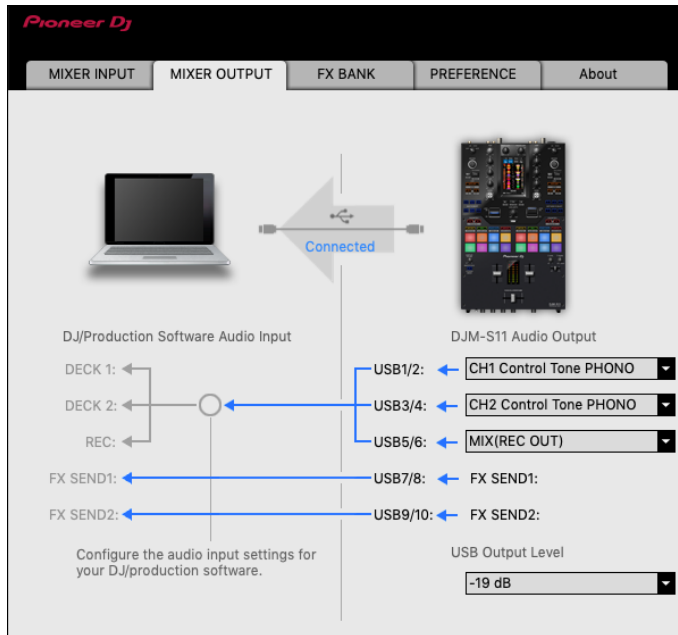 Pioneer Dj
MIXER INPUT
MIXER OUTPUT
FX BANK
PREFERENCE
About
Connected
DJ/Production Software Audio Input
DJM-S11 Audio Output
DECK 1:
USB1/2:
CH1 Control Tone PHONO
DECK 2:
USB3/4:
CH2 Control Tone PHONO
REC:
USB5/6:
MIX(REC OUT)
FX SEND1:
USB7/8:
FX SEND1:
FX SEND2:
USB9/10:
FX SEND2:
Configure the audio input settings for
your DJ/production software.
USB Output Level
-19 dB